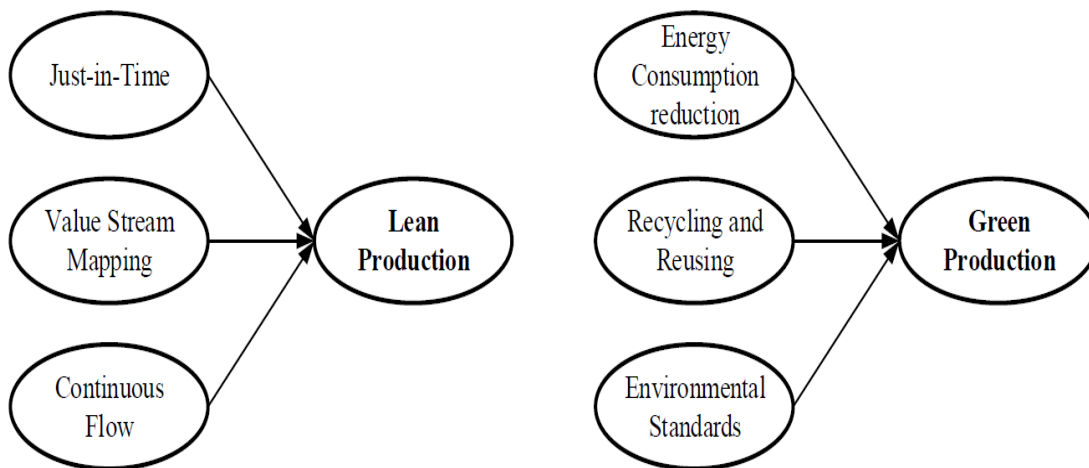 Just-in-Time
Value Stream
Mapping
Continuous
Flow
Lean
Production
Energy
Consumption
reduction
Recycling and
Reusing
Environmental
Standards
Green
Production